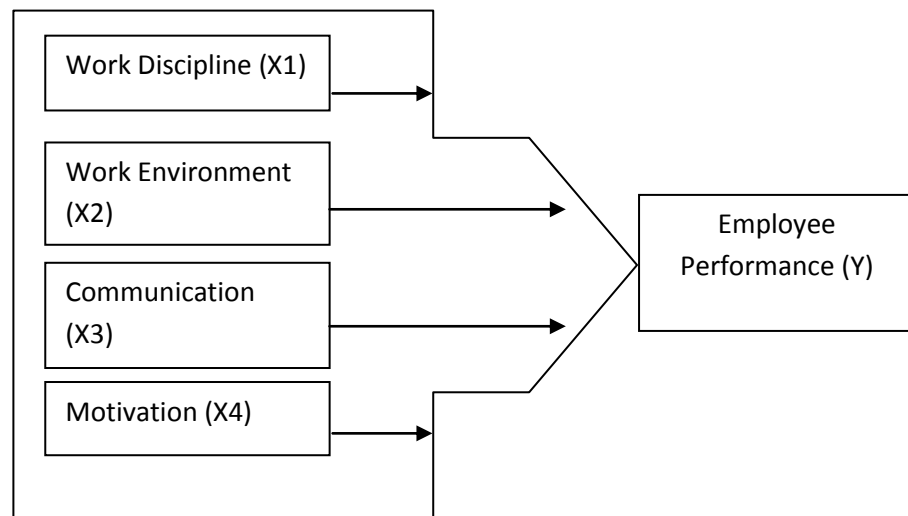 Work Discipline (X1)
Work Environment
(X2)
Communication
(X3)
Motivation (X4)
Employee
Performance (Y)